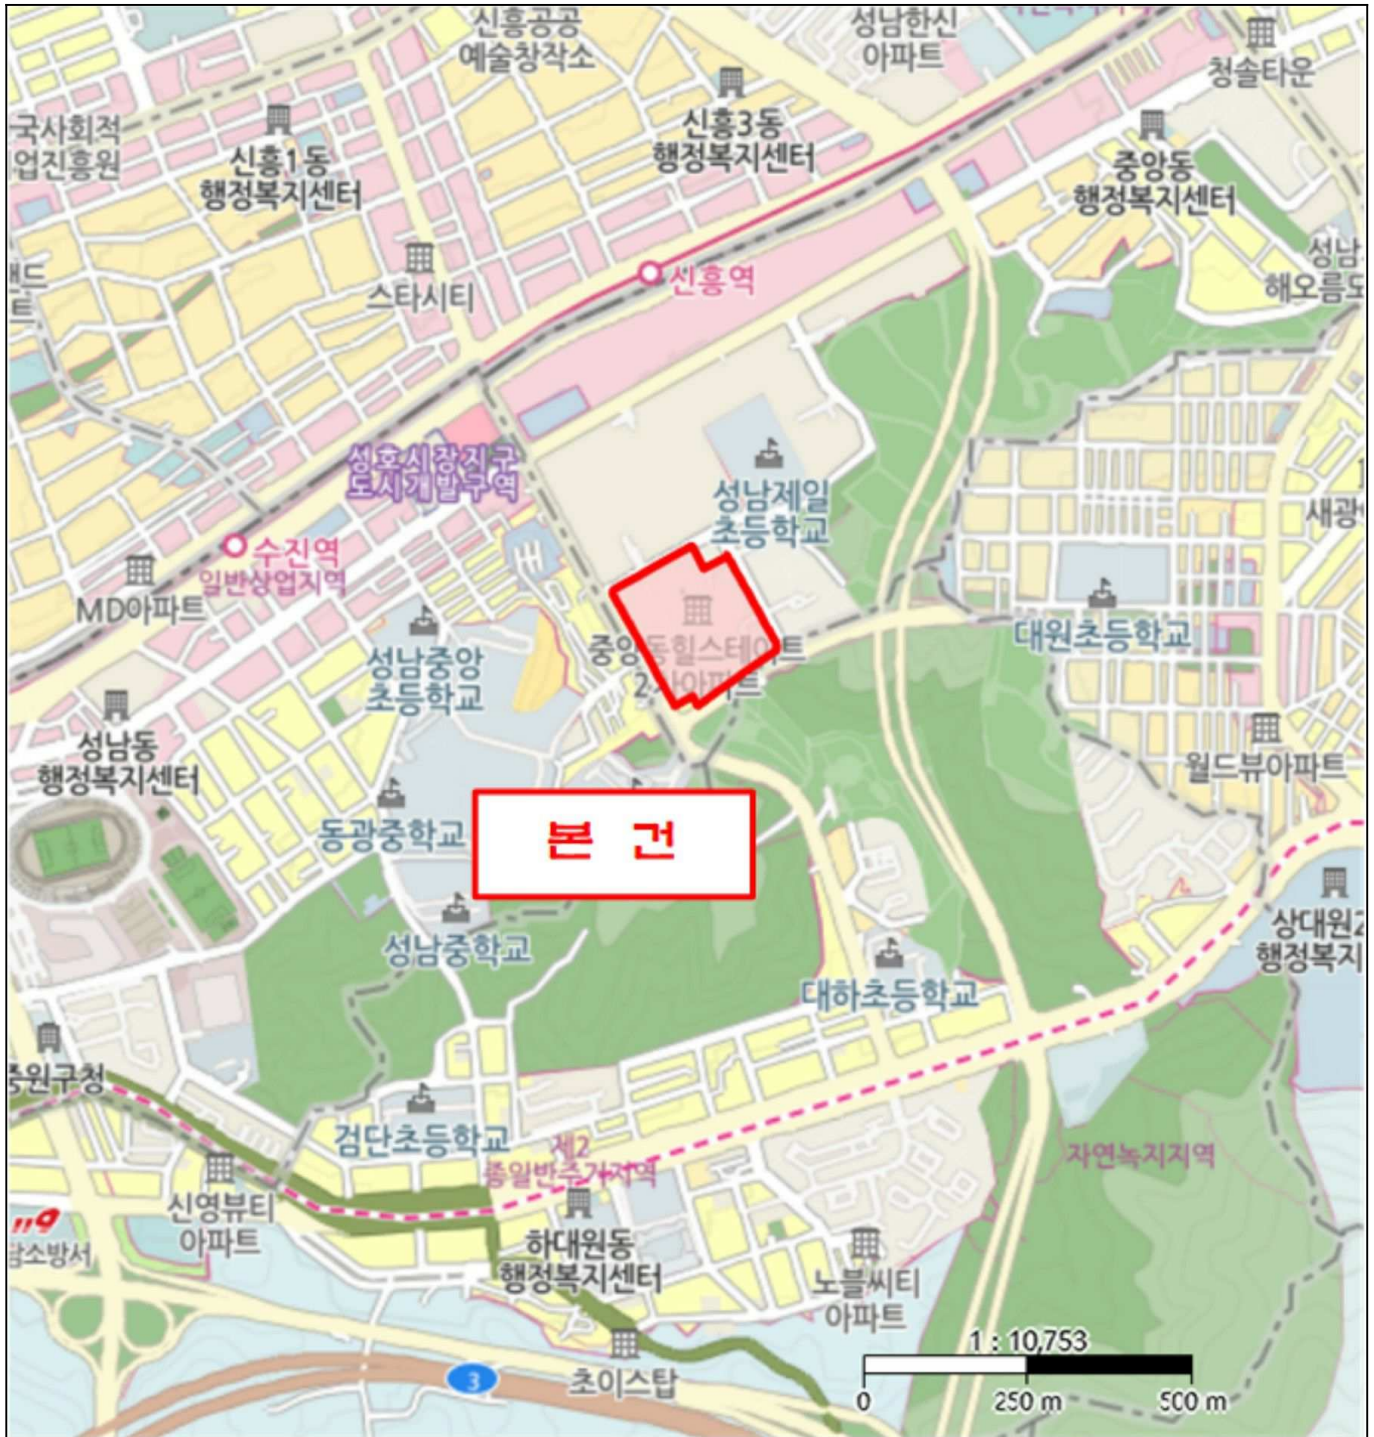 신흥공공
예술창작소
성남한신
아파트
청솔타운
국사회적
업진흥원
신흥1동
행정복지센터
신흥3동
행정복지센터
중앙동
행정복지센터
스타시티
신흥역
성남
해오름
트
성호시장지구
도시개발구역
성남제일
초등학교
새광
수진역
일반상업지역
MD아파트
대원초등학교
성남중앙
초등학교
중앙동힐스테이트
2차아파트
성남동
행정복지센터
월드뷰아파트
동광중학교
본 건
상대원2
행정복지
성남중학교
대하초등학교
중원구청
검단초등학교
제2
종일반주거지역
자연녹지지역
신영뷰티
아파트
119
소방서
하대원동
행정복지센터
노블씨티
아파트
초이스탑
3
1 : 10,753
0 250 m 500 m